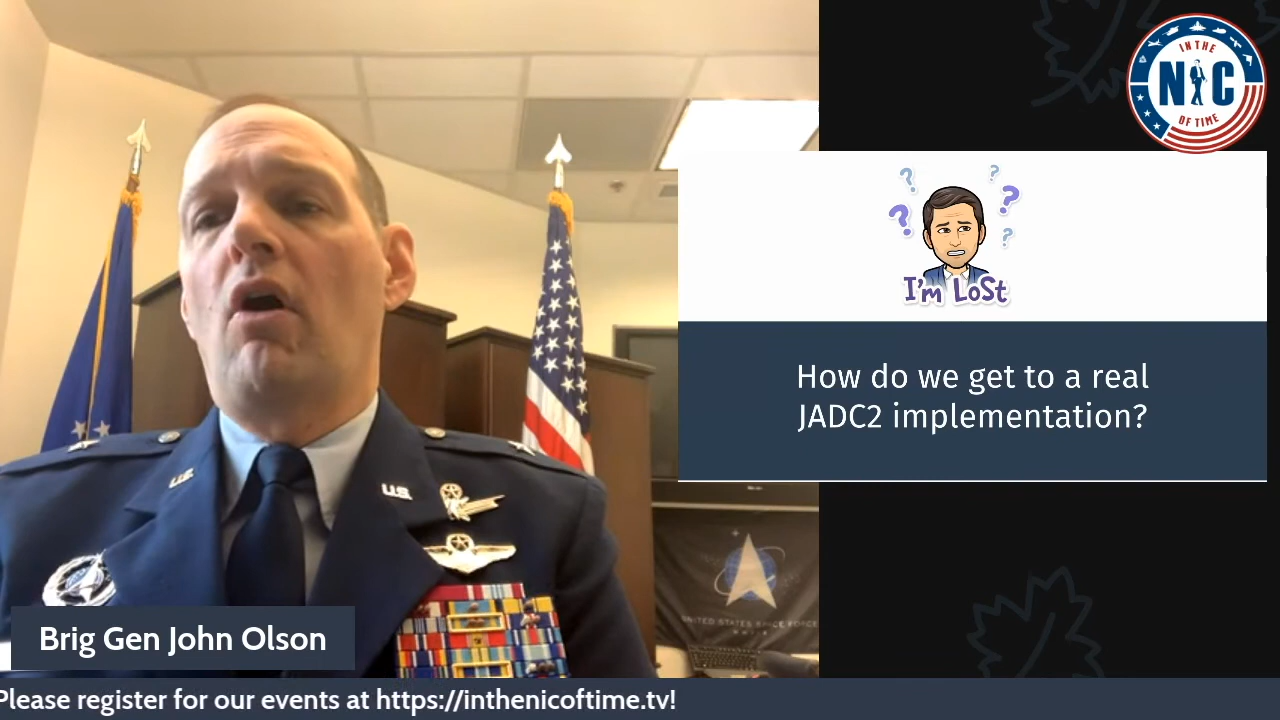 IN THE
NIC
OF TIME
I'm LoSt
How do we get to a real
JADC2 implementation?
U.S.
U.S.
UNITED STATES SPACE FORCE
Brig Gen John Olson
Please register for our events at https://inthenicoftime.tv!